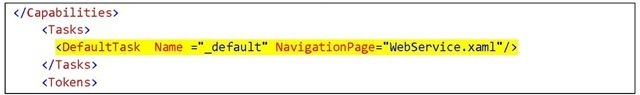 </Capabilities>
<Tasks>
<DefaultTask  Name ="_default" NavigationPage="WebService.xaml"/>
</Tasks>
<Tokens>